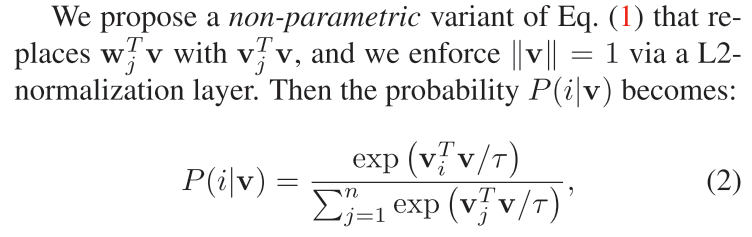 We propose a non-parametric variant of Eq. (1) that re-
places $\mathbf{w}_j^T \mathbf{v}$ with $\mathbf{v}_j^T \mathbf{v}$, and we enforce $\|\mathbf{v}\| = 1$ via a L2-
normalization layer. Then the probability $P(i|\mathbf{v})$ becomes:
$P(i|\mathbf{v}) = \frac{\exp\left(\mathbf{v}_i^T \mathbf{v}/\tau\right)}{\sum_{j=1}^{n} \exp\left(\mathbf{v}_j^T \mathbf{v}/\tau\right)},$ (2)